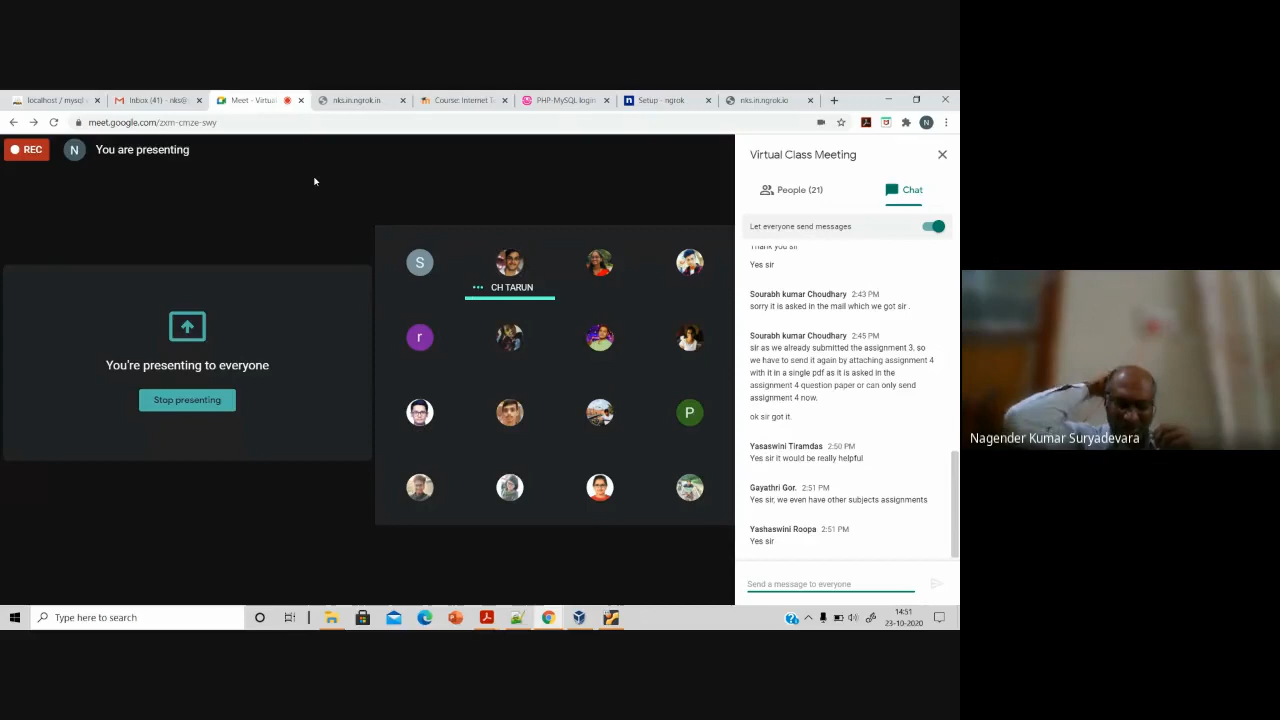 localhost / mysql
Inbox (41) - nks@
Meet - Virtua
nks.in.ngrok.in
Course: Internet T
PHP-MySQL login
Setup - ngrok
nks.in.ngrok.io
meet.google.com/zxm-cmze-swy
REC
N
You are presenting
N
Virtual Class Meeting
People (21)
Chat
Let everyone send messages
Thank you sir
Yes sir
Sourabh kumar Choudhary 2:43 PM
sorry it is asked in the mail which we got sir .
Sourabh kumar Choudhary 2:45 PM
sir as we already submitted the assignment 3, so
we have to send it again by attaching assignment 4
with it in a single pdf as it is asked in the
assignment 4 question paper or can only send
assignment 4 now.
ok sir got it.
Yasaswini Tiramdas 2:50 PM
Yes sir it would be really helpful
Gayathri Gor. 2:51 PM
Yes sir, we even have other subjects assignments
Yashaswini Roopa 2:51 PM
Yes sir
Send a message to everyone
You're presenting to everyone
Stop presenting
S
CH TARUN
r
P
Nagender Kumar Suryadevara
Type here to search
14:51
23-10-2020